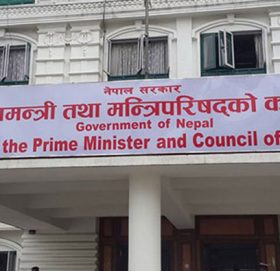 नेपाल सरकार
मन्त्री तथा मन्त्रिपरिषद्को
Government of Nepal
the Prime Minister and Council of